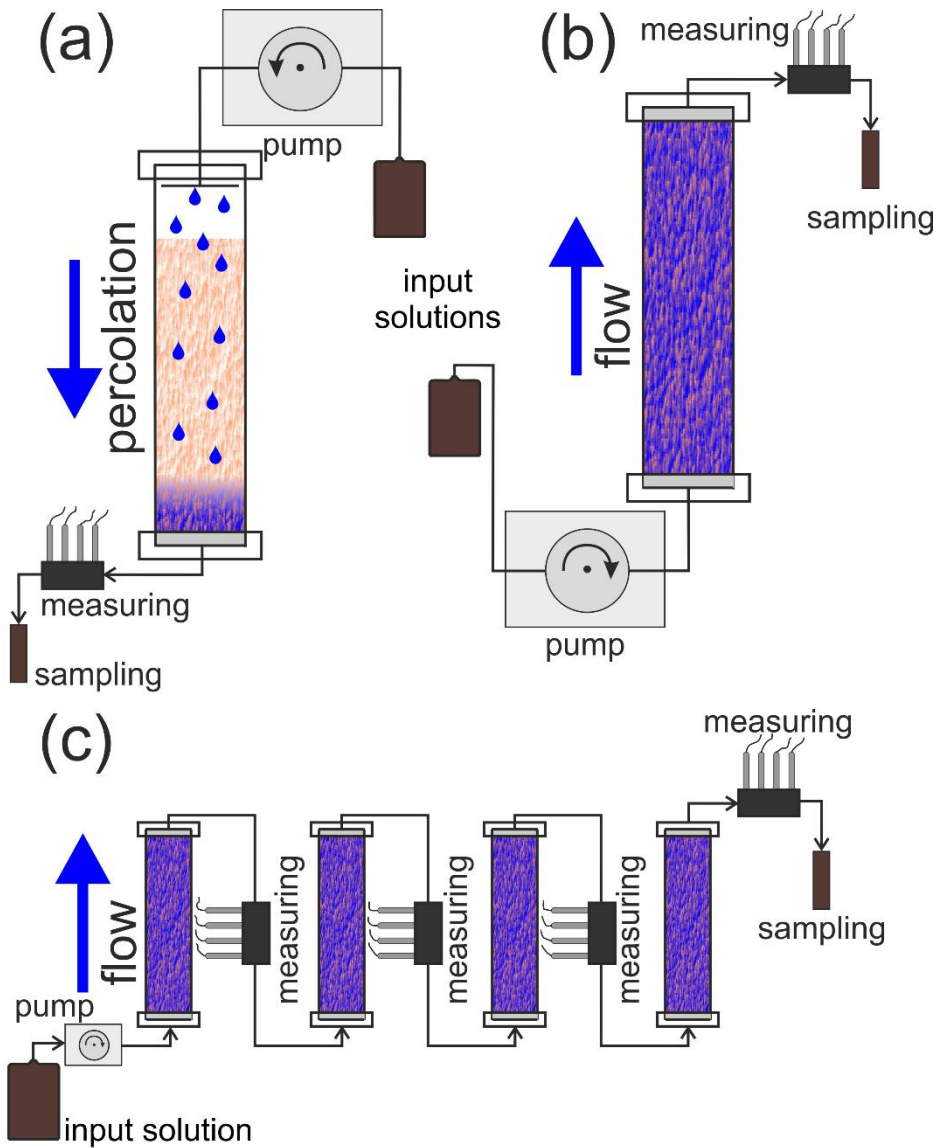 (a)
pump
percolation
measuring
sampling
input
solutions
(b)
measuring
sampling
flow
pump
(c)
measuring
sampling
flow
measuring
measuring
measuring
pump
input solution